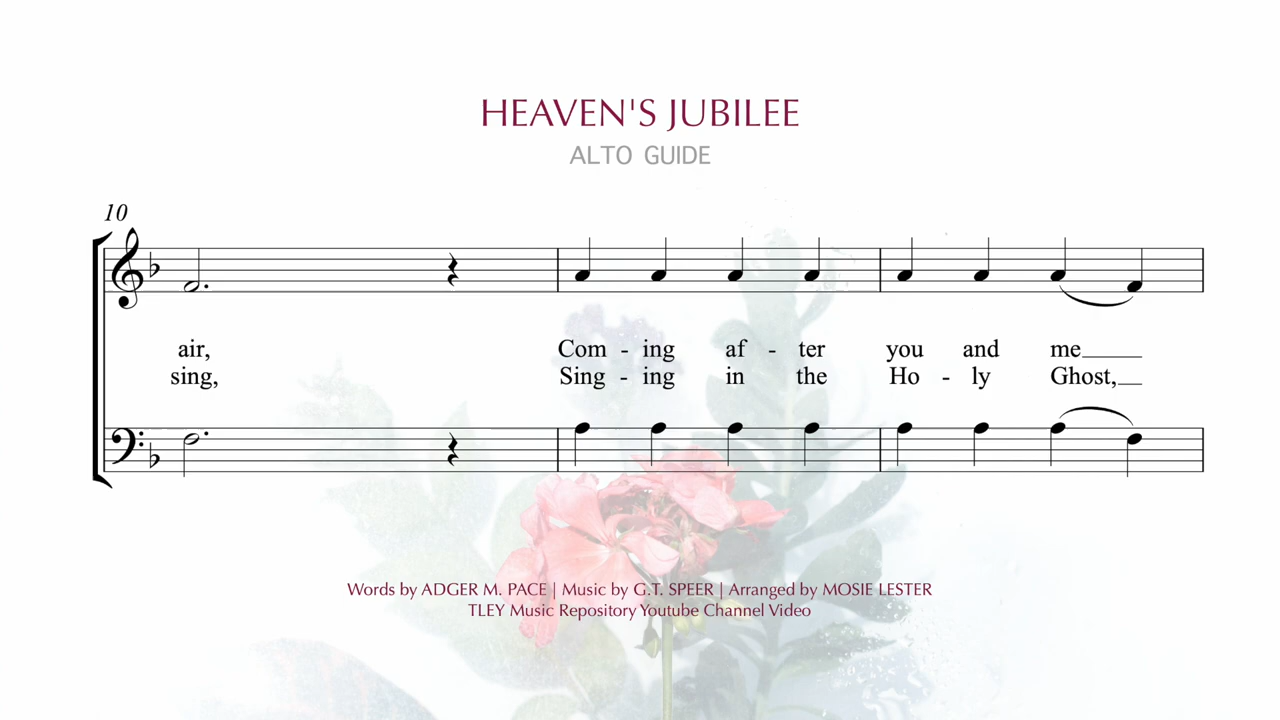 HEAVEN'S JUBILEE
ALTO GUIDE
10
air, Com - ing af - ter you and me
sing, Sing - ing in the Ho - ly Ghost,
Words by ADGER M. PACE | Music by G.T. SPEER | Arranged by MOSIE LESTER
TLEY Music Repository Youtube Channel Video